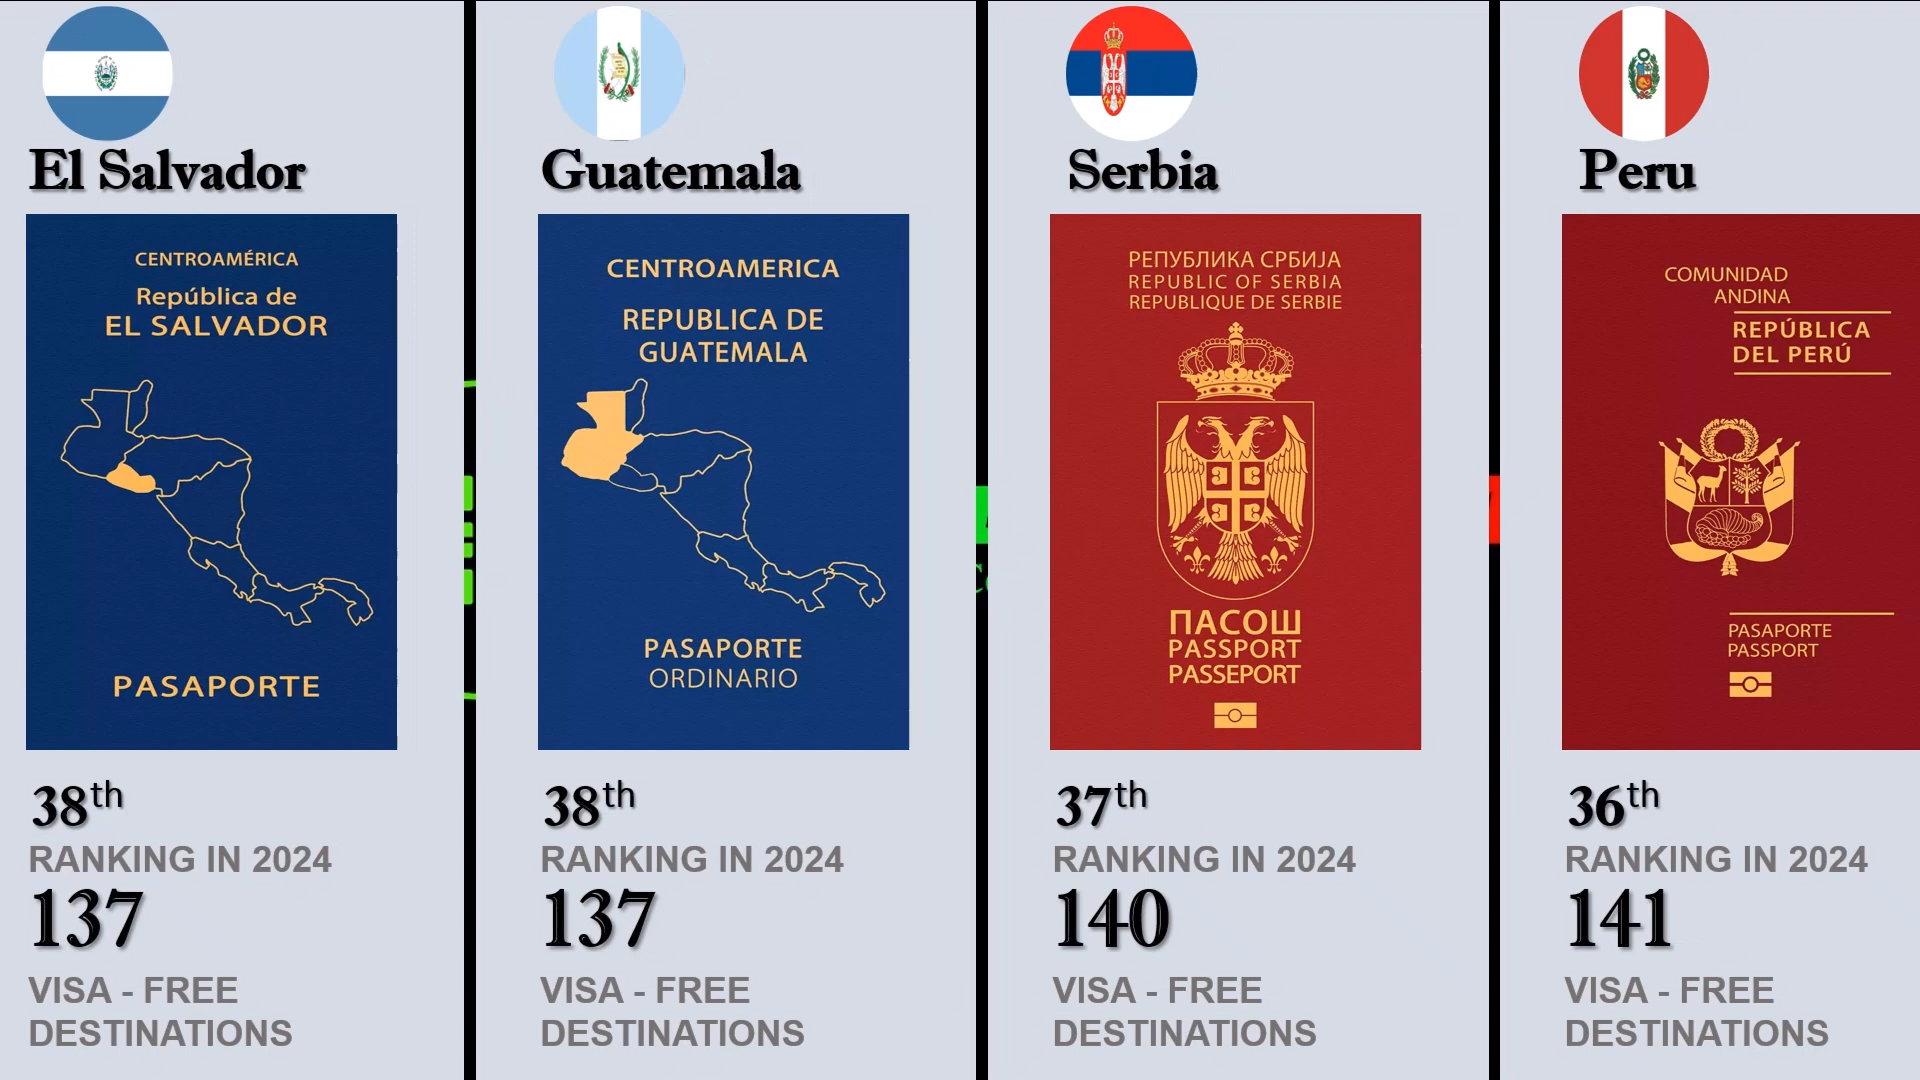 El Salvador
CENTROAMÉRICA
República de
EL SALVADOR
PASAPORTE
38th
RANKING IN 2024
137
VISA - FREE
DESTINATIONS
Guatemala
CENTROAMERICA
REPUBLICA DE
GUATEMALA
PASAPORTE
ORDINARIO
38th
RANKING IN 2024
137
VISA - FREE
DESTINATIONS
Serbia
РЕПУБЛИКА СРБИЈА
REPUBLIC OF SERBIA
REPUBLIQUE DE SERBIE
ПАСОШ
PASSPORT
PASSEPORT
37th
RANKING IN 2024
140
VISA - FREE
DESTINATIONS
Peru
COMUNIDAD
ANDINA
REPÚBLICA
DEL PERÚ
PASAPORTE
PASSPORT
36th
RANKING IN 2024
141
VISA - FREE
DESTINATIONS